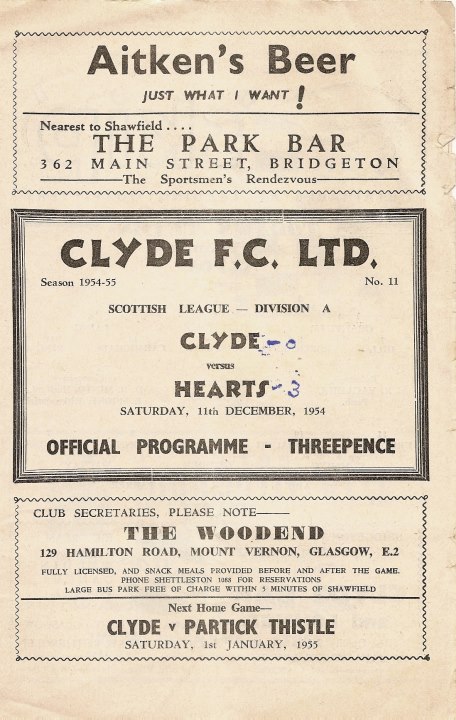 Aitken's Beer
JUST WHAT I WANT!
Nearest to Shawfield ....
THE PARK BAR
362 MAIN STREET, BRIDGETON
The Sportsmen's Rendezvous
CLYDE F.C. LTD.
Season 1954-55 No. 11
SCOTTISH LEAGUE — DIVISION A
CLYDE - 0
versus
HEARTS - 3
SATURDAY, 11th DECEMBER, 1954
OFFICIAL PROGRAMME - THREEPENCE
CLUB SECRETARIES, PLEASE NOTE——
THE WOODEND
129 HAMILTON ROAD, MOUNT VERNON, GLASGOW, E.2
FULLY LICENSED, AND SNACK MEALS PROVIDED BEFORE AND AFTER THE GAME.
PHONE SHETTLESTON 1088 FOR RESERVATIONS
LARGE BUS PARK FREE OF CHARGE WITHIN 5 MINUTES OF SHAWFIELD
Next Home Game—
CLYDE v PARTICK THISTLE
SATURDAY, 1st JANUARY, 1955